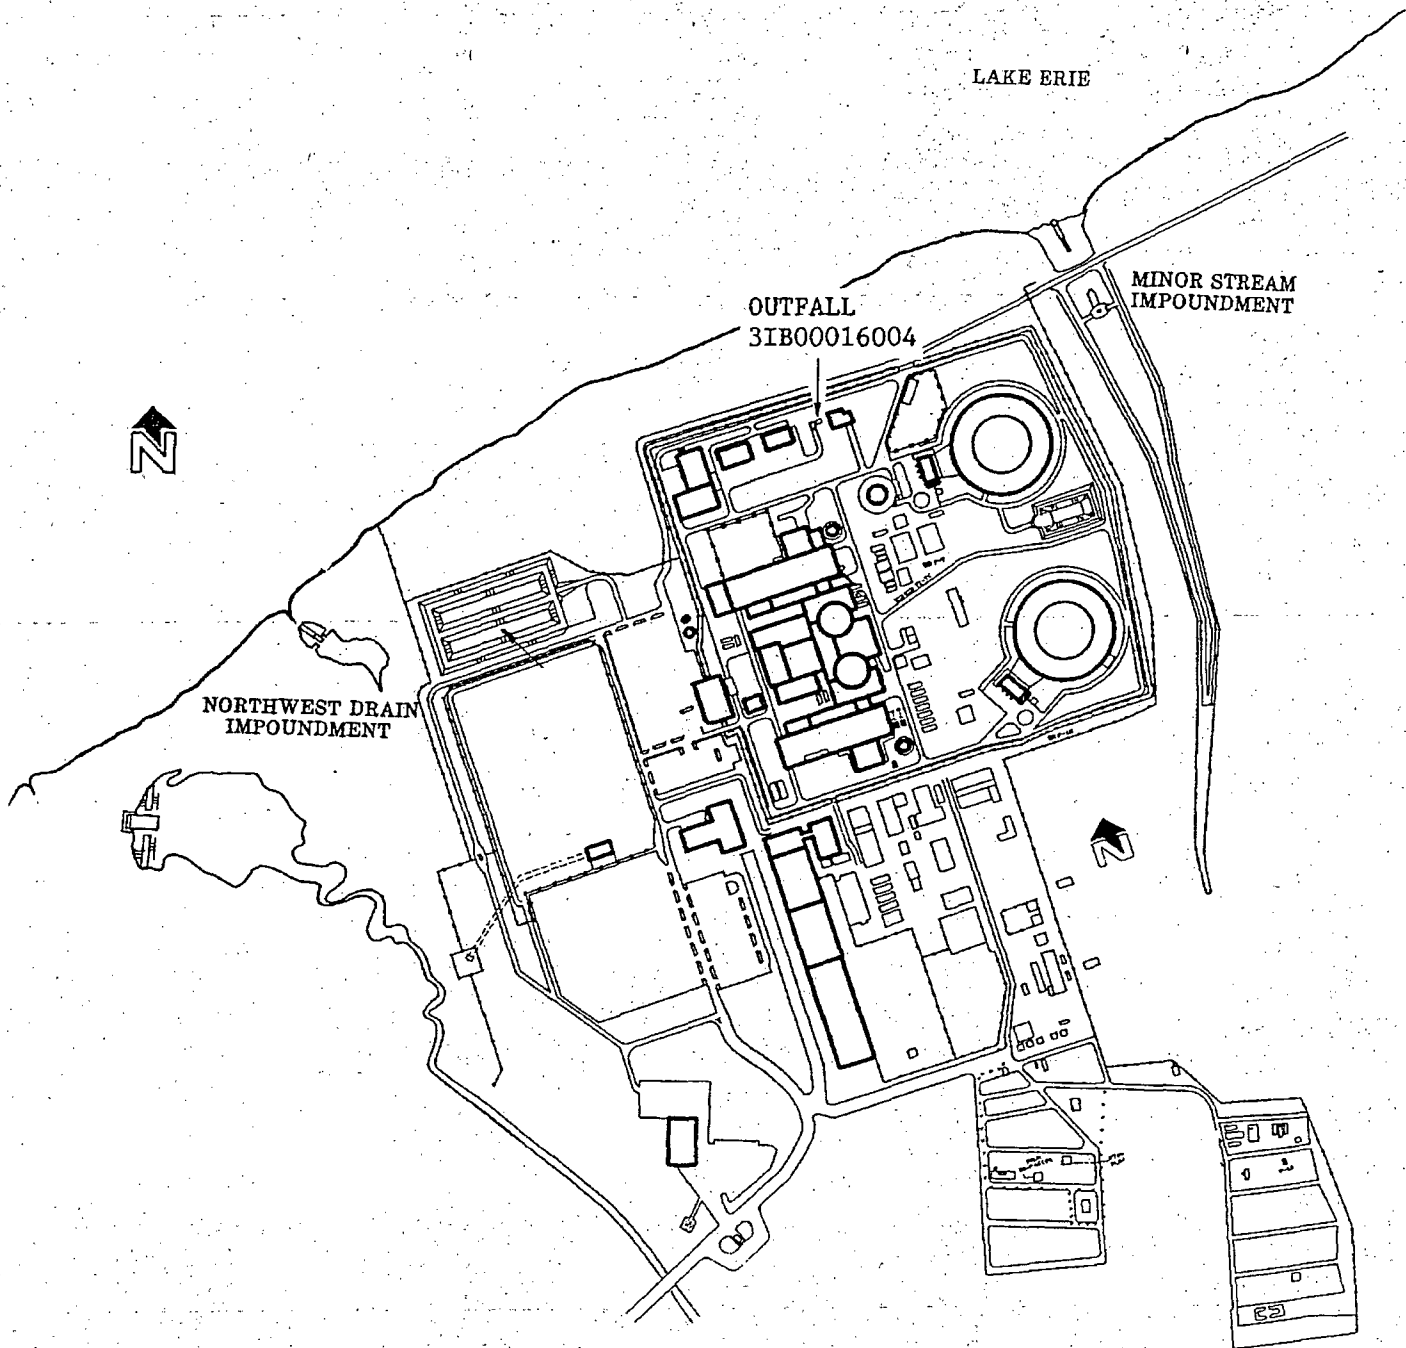 LAKE ERIE
MINOR STREAM
IMPOUNDMENT
OUTFALL
3IB00016004
N
NORTHWEST DRAIN
IMPOUNDMENT
N